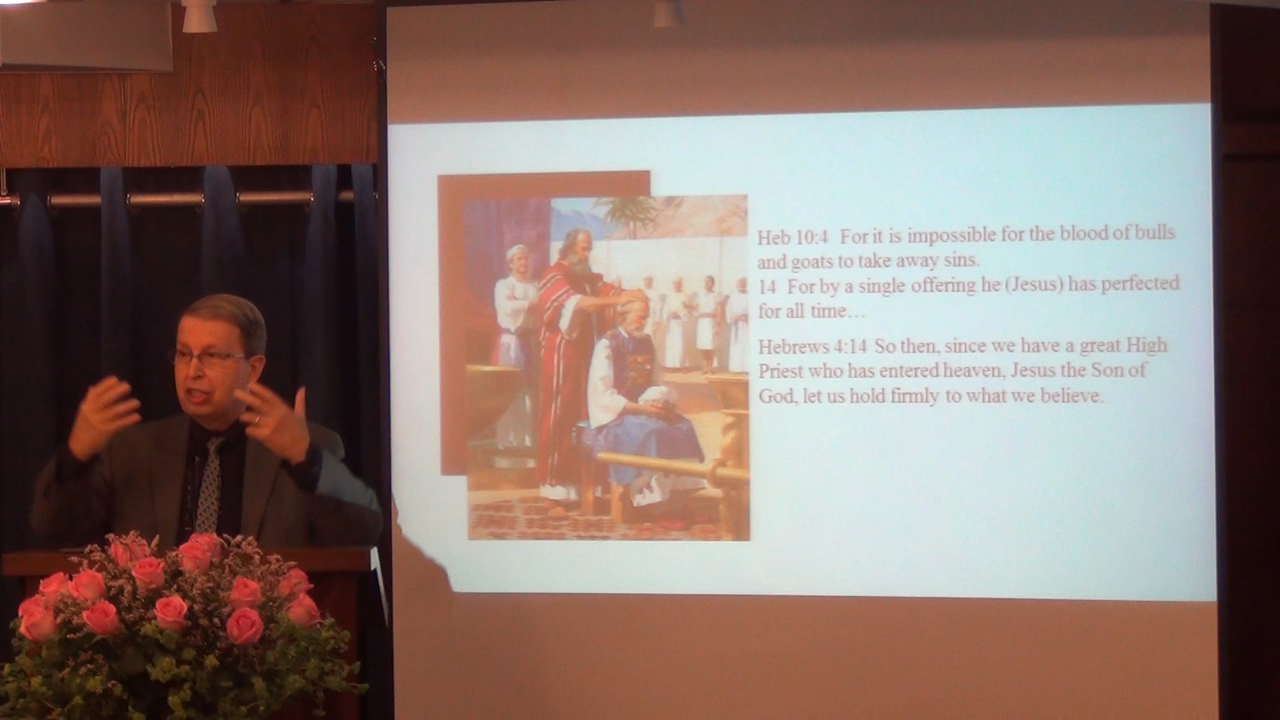 Heb 10:4 For it is impossible for the blood of bulls
and goats to take away sins.
14 For by a single offering he (Jesus) has perfected
for all time…
Hebrews 4:14 So then, since we have a great High
Priest who has entered heaven, Jesus the Son of
God, let us hold firmly to what we believe.